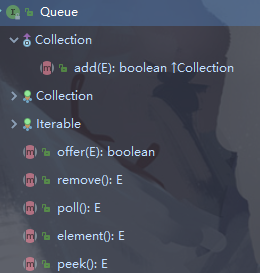 Queue
Collection
add(E): boolean ↑Collection
Collection
Iterable
offer(E): boolean
remove(): E
poll(): E
element(): E
peek(): E